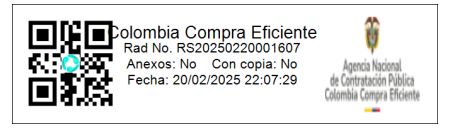 Colombia Compra Eficiente
Rad No. RS20250220001607
Anexos: No Con copia: No
Fecha: 20/02/2025 22:07:29
Agencia Nacional
de Contratación Pública
Colombia Compra Eficiente